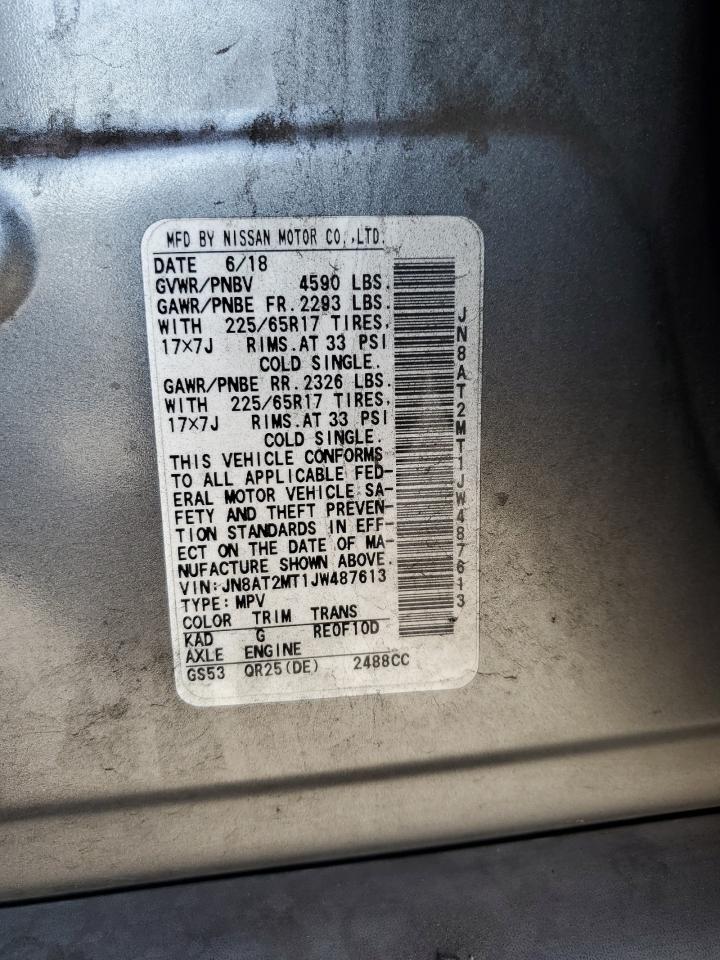 MFD BY NISSAN MOTOR CO.,LTD.
DATE 6/18
GVWR/PNBV 4590 LBS.
GAWR/PNBE FR.2293 LBS.
WITH 225/65R17 TIRES,
17×7J RIMS.AT 33 PSI
COLD SINGLE.
GAWR/PNBE RR.2326 LBS.
WITH 225/65R17 TIRES,
17×7J RIMS.AT 33 PSI
COLD SINGLE.
THIS VEHICLE CONFORMS
TO ALL APPLICABLE FED-
ERAL MOTOR VEHICLE SA-
FETY AND THEFT PREVEN-
TION STANDARDS IN EFF-
ECT ON THE DATE OF MA-
NUFACTURE SHOWN ABOVE.
VIN:JN8AT2MT1JW487613
TYPE:MPV
COLOR TRIM TRANS
KAD G RE0F10D
AXLE ENGINE
GS53 QR25(DE) 2488CC
JN8AT2MT1JW487613